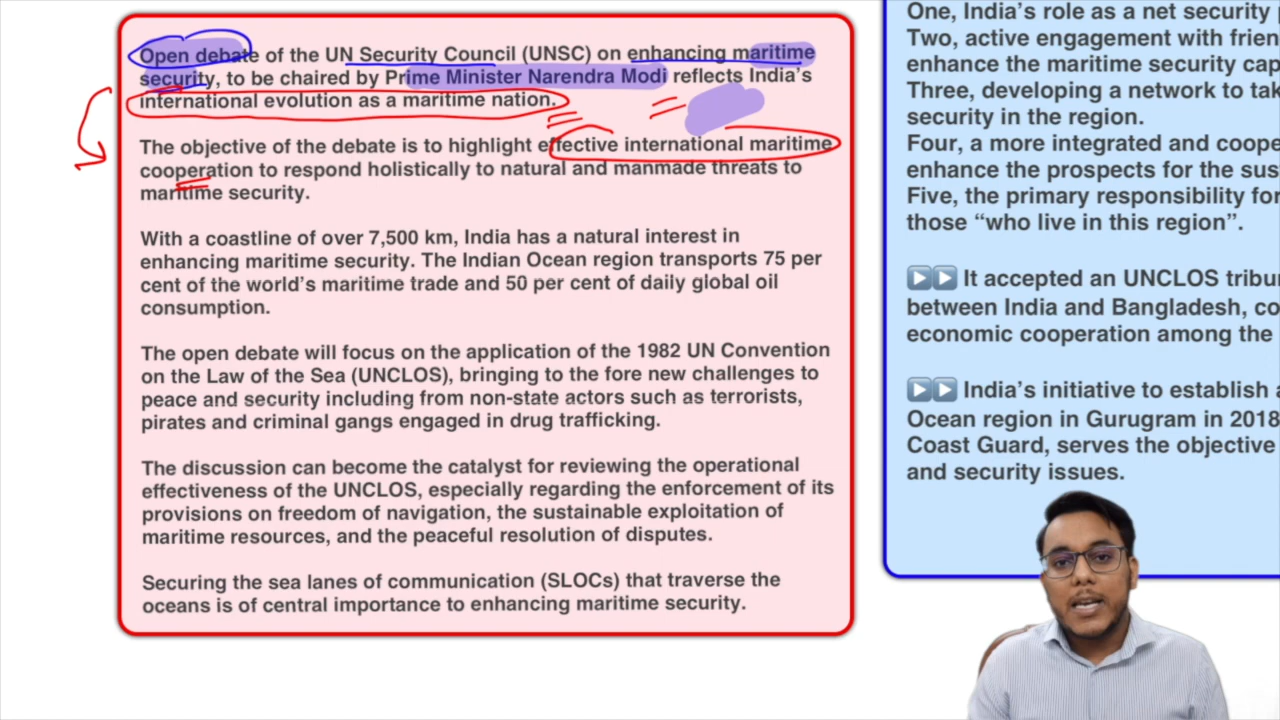 Open debate of the UN Security Council (UNSC) on enhancing maritime
security, to be chaired by Prime Minister Narendra Modi reflects India's
international evolution as a maritime nation.
The objective of the debate is to highlight effective international maritime
cooperation to respond holistically to natural and manmade threats to
maritime security.
With a coastline of over 7,500 km, India has a natural interest in
enhancing maritime security. The Indian Ocean region transports 75 per
cent of the world's maritime trade and 50 per cent of daily global oil
consumption.
The open debate will focus on the application of the 1982 UN Convention
on the Law of the Sea (UNCLOS), bringing to the fore new challenges to
peace and security including from non-state actors such as terrorists,
pirates and criminal gangs engaged in drug trafficking.
The discussion can become the catalyst for reviewing the operational
effectiveness of the UNCLOS, especially regarding the enforcement of its
provisions on freedom of navigation, the sustainable exploitation of
maritime resources, and the peaceful resolution of disputes.
Securing the sea lanes of communication (SLOCs) that traverse the
oceans is of central importance to enhancing maritime security.
One, India's role as a net security
Two, active engagement with
enhance the maritime security
Three, developing a network to
security in the region.
Four, a more integrated and
enhance the prospects for the
Five, the primary responsibility for
those “who live in this region”.
It accepted an UNCLOS
between India and Bangladesh,
economic cooperation among the
India's initiative to establish
Ocean region in Gurugram in 2018
Coast Guard, serves the objective
and security issues.